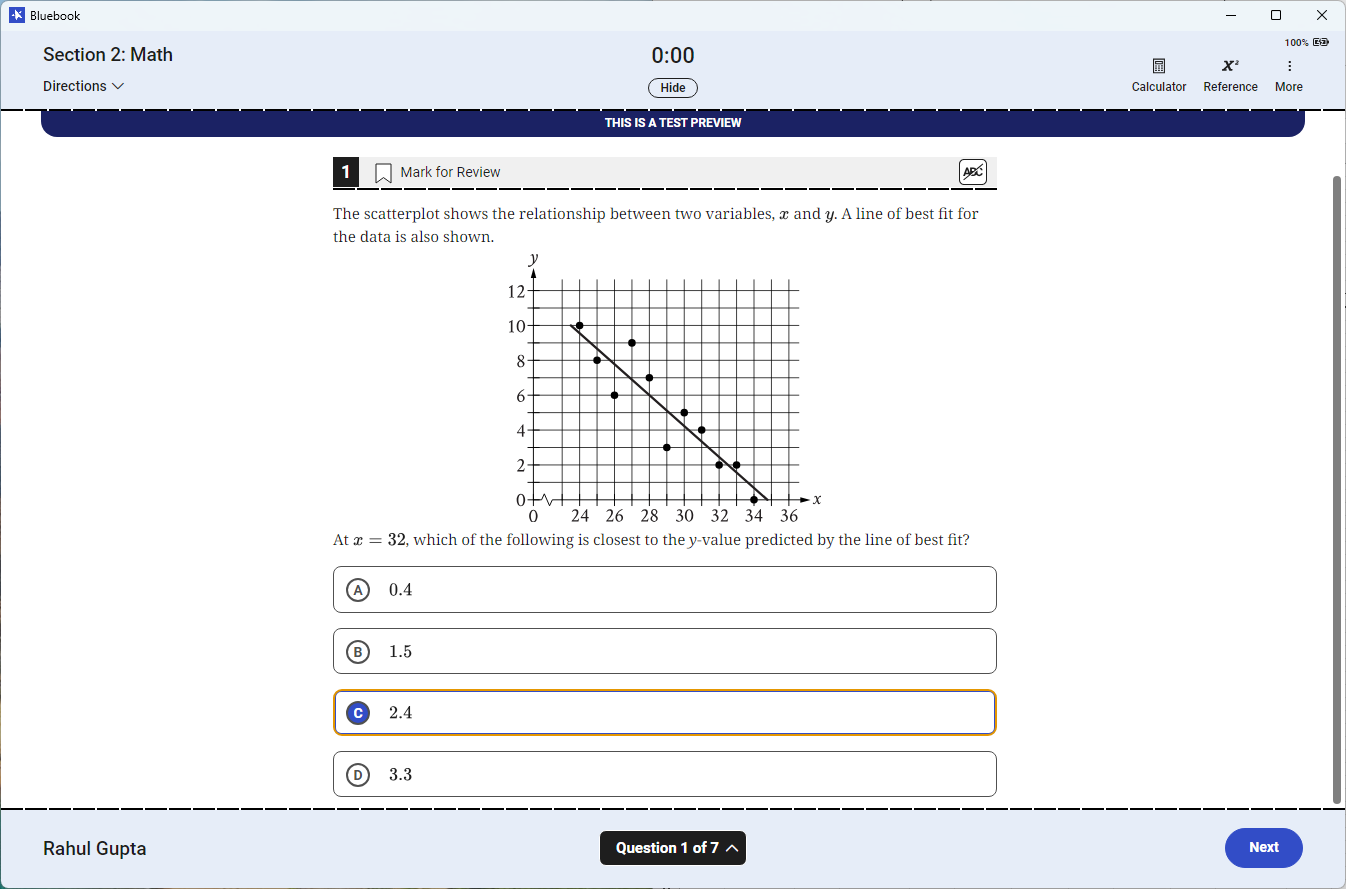 Bluebook
Section 2: Math
0:00
100%
Directions
Hide
Calculator
Reference
More
THIS IS A TEST PREVIEW
1 Mark for Review ABC
The scatterplot shows the relationship between two variables, x and y. A line of best fit for
the data is also shown.
y
12
10
8
6
4
2
0
x
0 24 26 28 30 32 34 36
At x = 32, which of the following is closest to the y-value predicted by the line of best fit?
A 0.4
B 1.5
C 2.4
D 3.3
Rahul Gupta
Question 1 of 7
Next